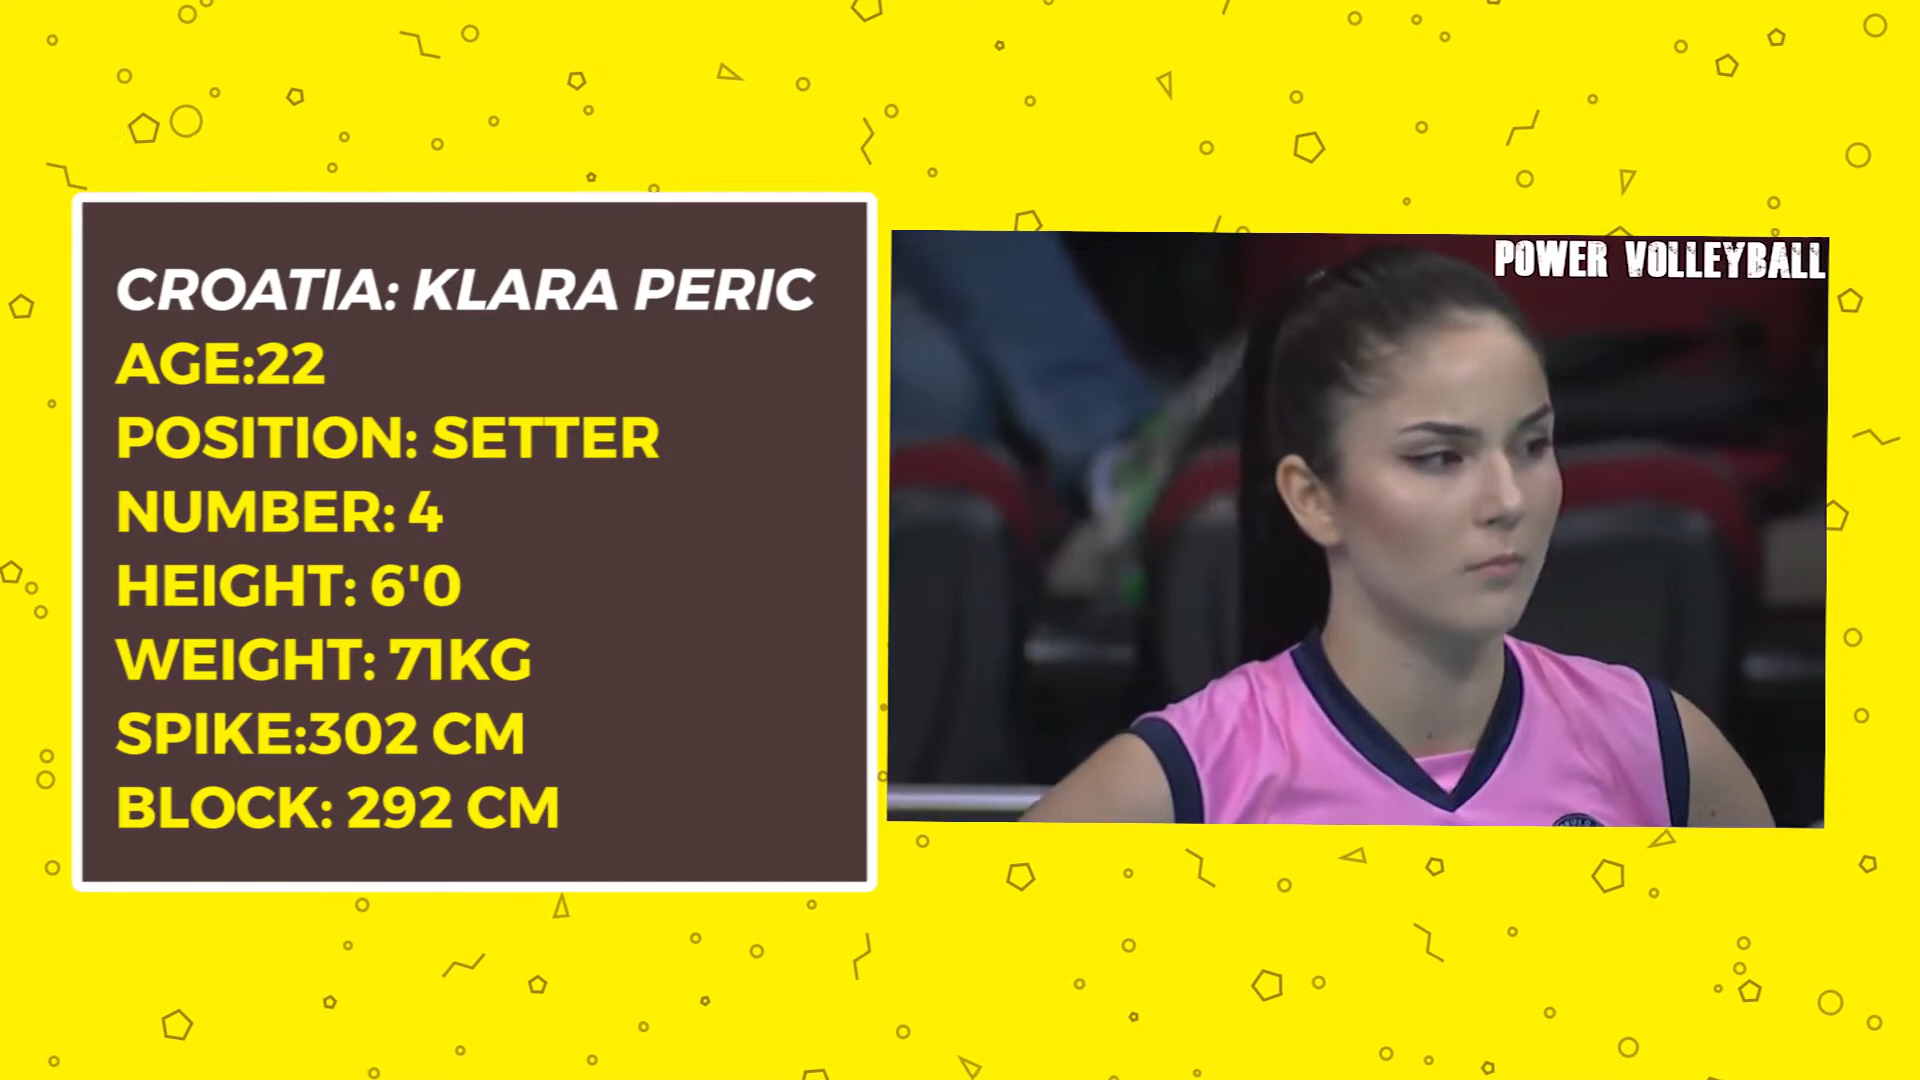 CROATIA: KLARA PERIC
AGE:22
POSITION: SETTER
NUMBER: 4
HEIGHT: 6'0
WEIGHT: 71KG
SPIKE:302 CM
BLOCK: 292 CM
POWER VOLLEYBALL